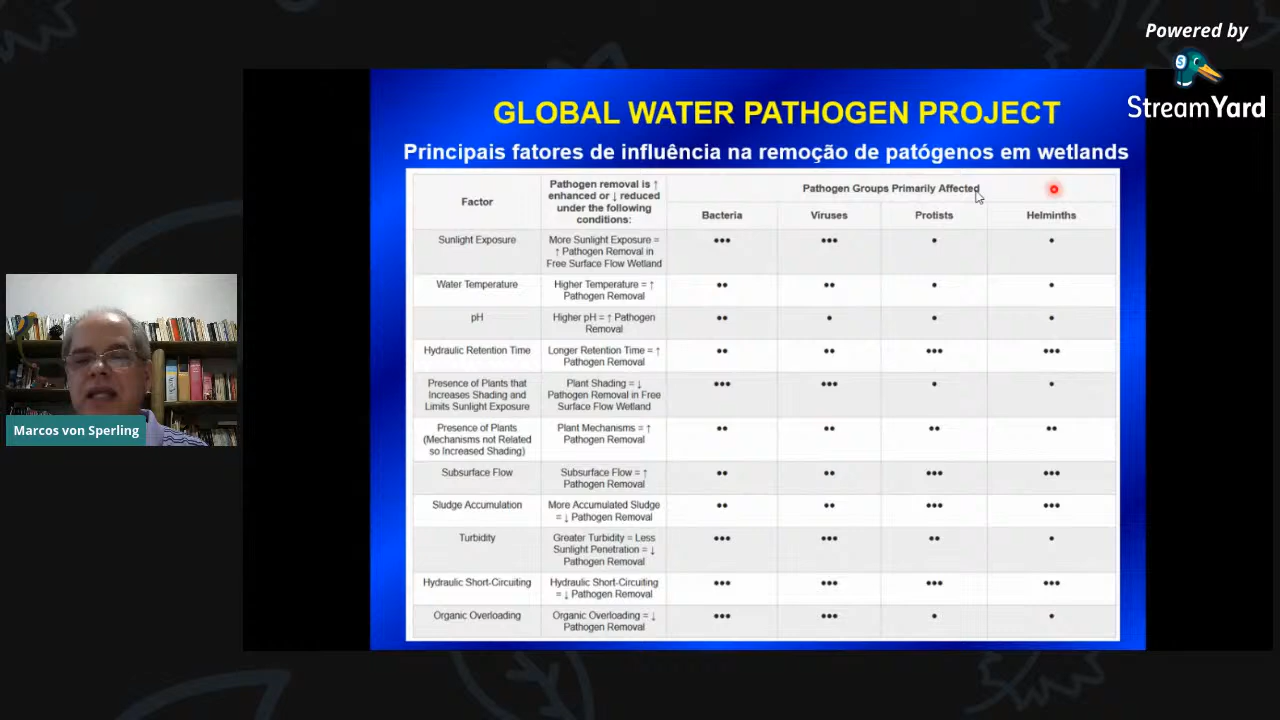 Powered by
StreamYard
GLOBAL WATER PATHOGEN PROJECT
Principais fatores de influência na remoção de patógenos em wetlands
Factor
Pathogen removal is ↑
enhanced or ↓ reduced
under the following
conditions:
Pathogen Groups Primarily Affected
Bacteria
Viruses
Protists
Helminths
Sunlight Exposure
More Sunlight Exposure =
↑ Pathogen Removal in
Free Surface Flow Wetland
••• ••• • •
Water Temperature
Higher Temperature = ↑
Pathogen Removal
•• •• • •
pH
Higher pH = ↑ Pathogen
Removal
•• • • •
Hydraulic Retention Time
Longer Retention Time = ↑
Pathogen Removal
•• •• ••• •••
Presence of Plants that
Increases Shading and
Limits Sunlight Exposure
Plant Shading = ↓
Pathogen Removal in Free
Surface Flow Wetland
••• ••• • •
Presence of Plants
(Mechanisms not Related
so Increased Shading)
Plant Mechanisms = ↑
Pathogen Removal
•• •• •• ••
Subsurface Flow
Subsurface Flow = ↑
Pathogen Removal
•• •• ••• •••
Sludge Accumulation
More Accumulated Sludge
= ↓ Pathogen Removal
•• •• ••• •••
Turbidity
Greater Turbidity = Less
Sunlight Penetration = ↓
Pathogen Removal
••• ••• •• •
Hydraulic Short-Circuiting
Hydraulic Short-Circuiting
= ↓ Pathogen Removal
••• ••• ••• •••
Organic Overloading
Organic Overloading = ↓
Pathogen Removal
••• ••• • •
Marcos von Sperling